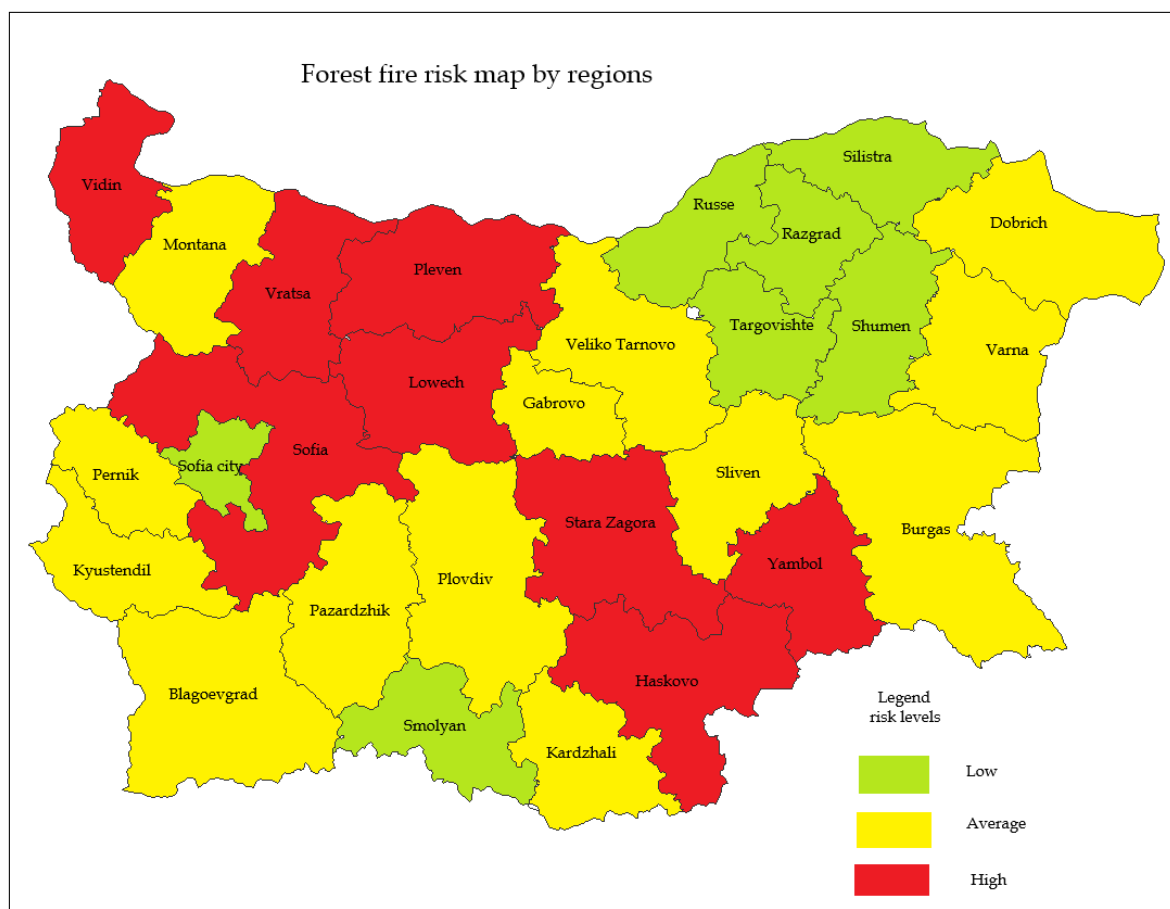 Forest fire risk map by regions
Silistra
Vidin
Russe
Dobrich
Razgrad
Montana
Pleven
Vratsa
Targovishte
Shumen
Veliko Tarnovo
Varna
Lowech
Gabrovo
Sofia
Sofia city
Pernik
Sliven
Stara Zagora
Burgas
Yambol
Kyustendil
Plovdiv
Pazardzhik
Haskovo
Blagoevgrad
Smolyan
Kardzhali
Legend
risk levels
Low
Average
High